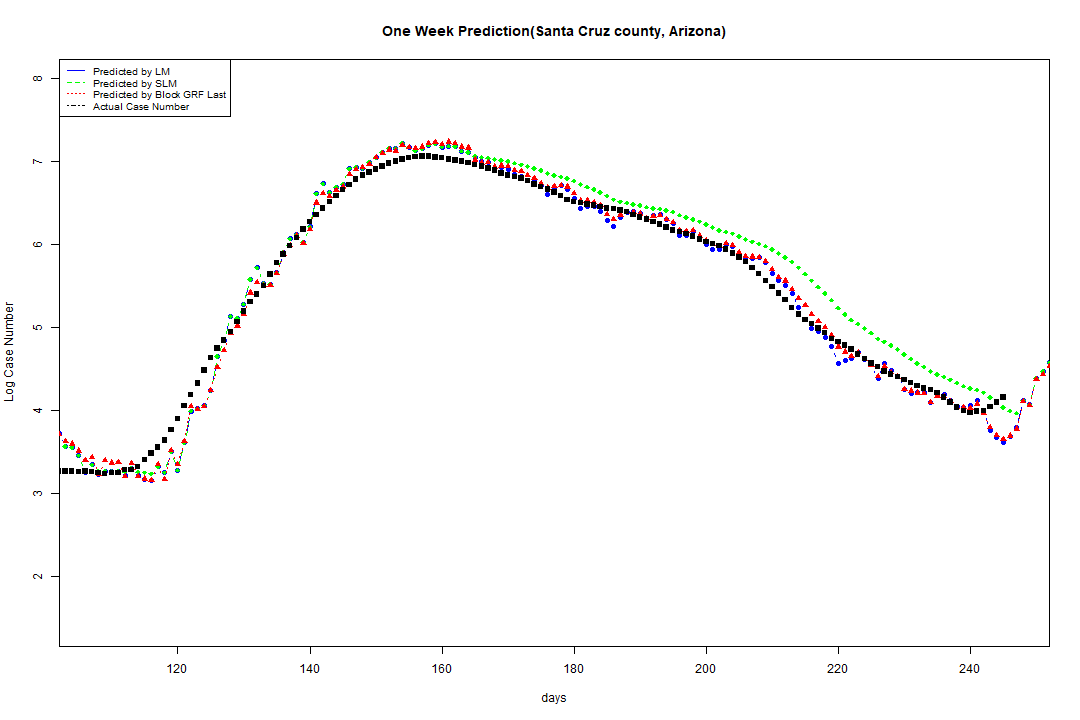 One Week Prediction(Santa Cruz county, Arizona)
Predicted by LM
Predicted by SLM
Predicted by Block GRF Last
Actual Case Number
Log Case Number
8
7
6
5
4
3
2
120 140 160 180 200 220 240
days